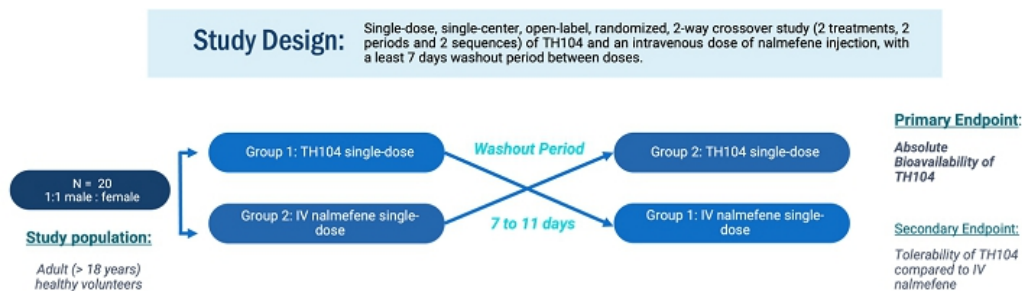 Study Design:
Single-dose, single-center, open-label, randomized, 2-way crossover study (2 treatments, 2
periods and 2 sequences) of TH104 and an intravenous dose of nalmefene injection, with
a least 7 days washout period between doses.
N = 20
1:1 male : female
Study population:
Adult (> 18 years)
healthy volunteers
Group 1: TH104 single-dose
Group 2: IV nalmefene single-
dose
Washout Period
7 to 11 days
Group 2: TH104 single-dose
Group 1: IV nalmefene single-
dose
Primary Endpoint:
Absolute
Bioavailability of
TH104
Secondary Endpoint:
Tolerability of TH104
compared to IV
nalmefene